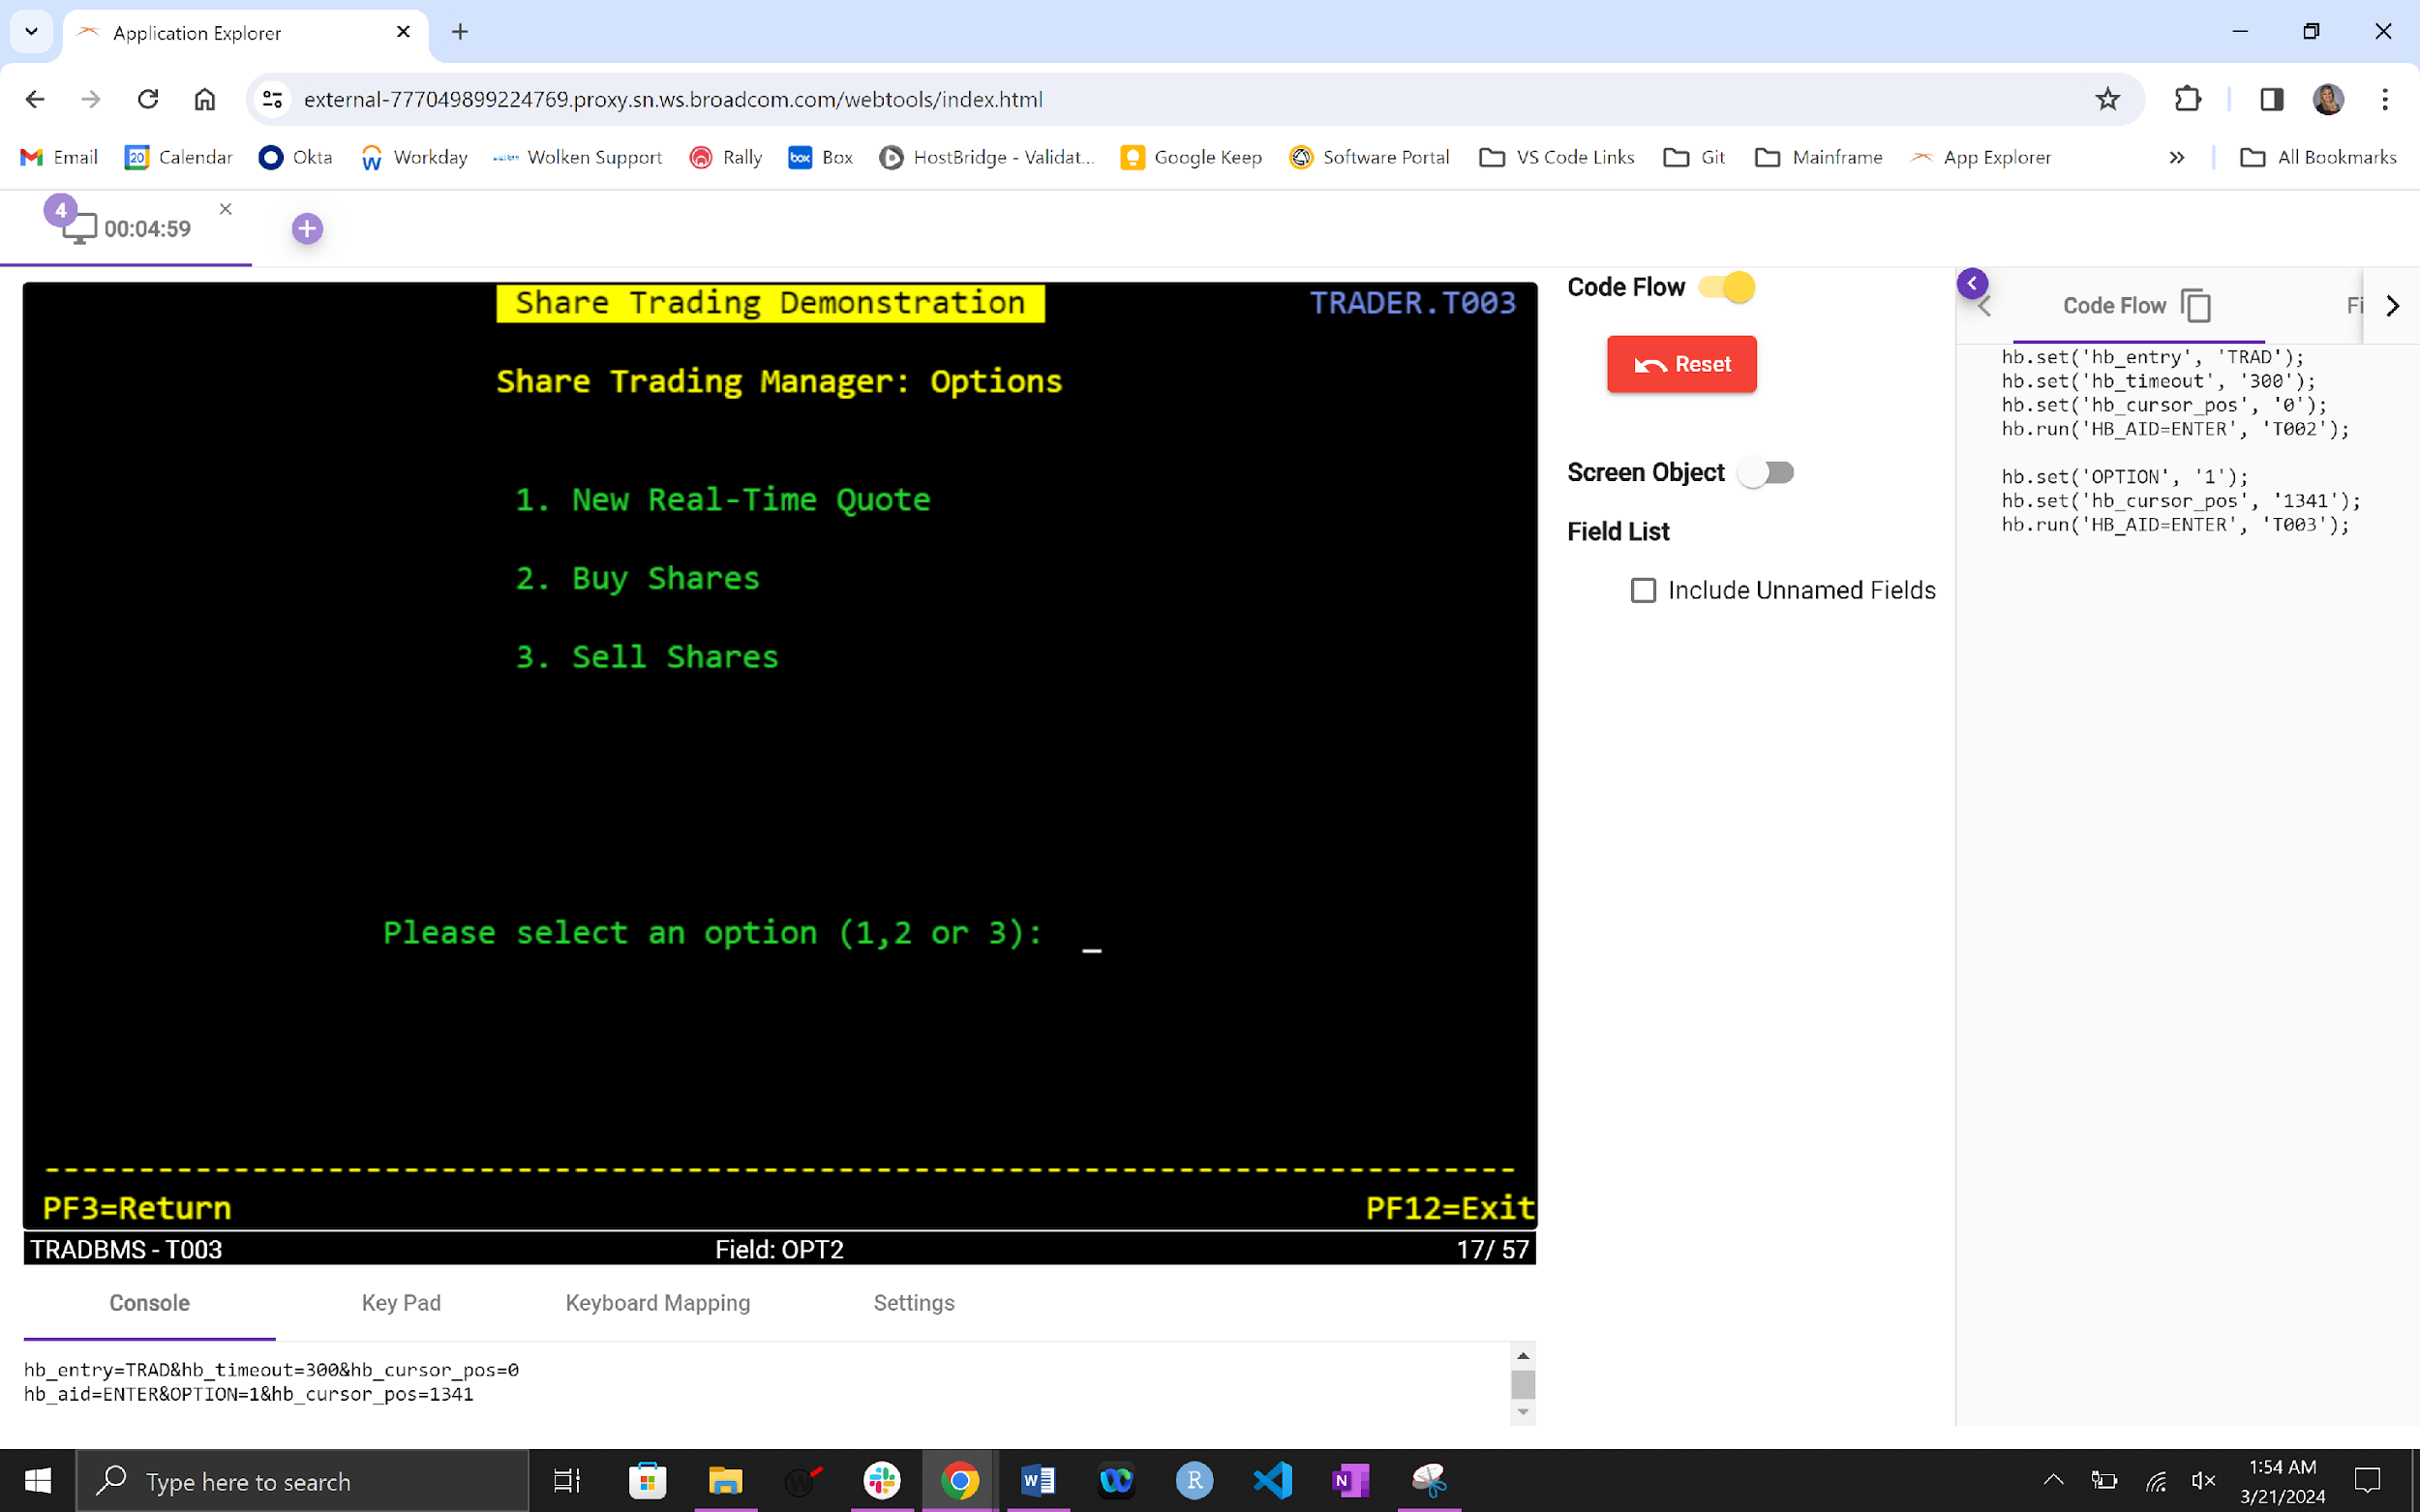 Application Explorer
external-777049899224769.proxy.sn.ws.broadcom.com/webtools/index.html
Email 20 Calendar Okta Workday Wolken Support Rally box Box HostBridge - Validat... Google Keep Software Portal VS Code Links Git Mainframe App Explorer » All Bookmarks
4 00:04:59
Share Trading Demonstration TRADER.T003
Share Trading Manager: Options
1. New Real-Time Quote
2. Buy Shares
3. Sell Shares
Please select an option (1,2 or 3): _
--------------------------------------------------------------------------------
PF3=Return PF12=Exit
TRADBMS - T003 Field: OPT2 17/ 57
Code Flow
Reset
Screen Object
Field List
Include Unnamed Fields
Code Flow Fi
hb.set('hb_entry', 'TRAD');
hb.set('hb_timeout', '300');
hb.set('hb_cursor_pos', '0');
hb.run('HB_AID=ENTER', 'T002');
hb.set('OPTION', '1');
hb.set('hb_cursor_pos', '1341');
hb.run('HB_AID=ENTER', 'T003');
Console Key Pad Keyboard Mapping Settings
hb_entry=TRAD&hb_timeout=300&hb_cursor_pos=0
hb_aid=ENTER&OPTION=1&hb_cursor_pos=1341
Type here to search
1:54 AM
3/21/2024